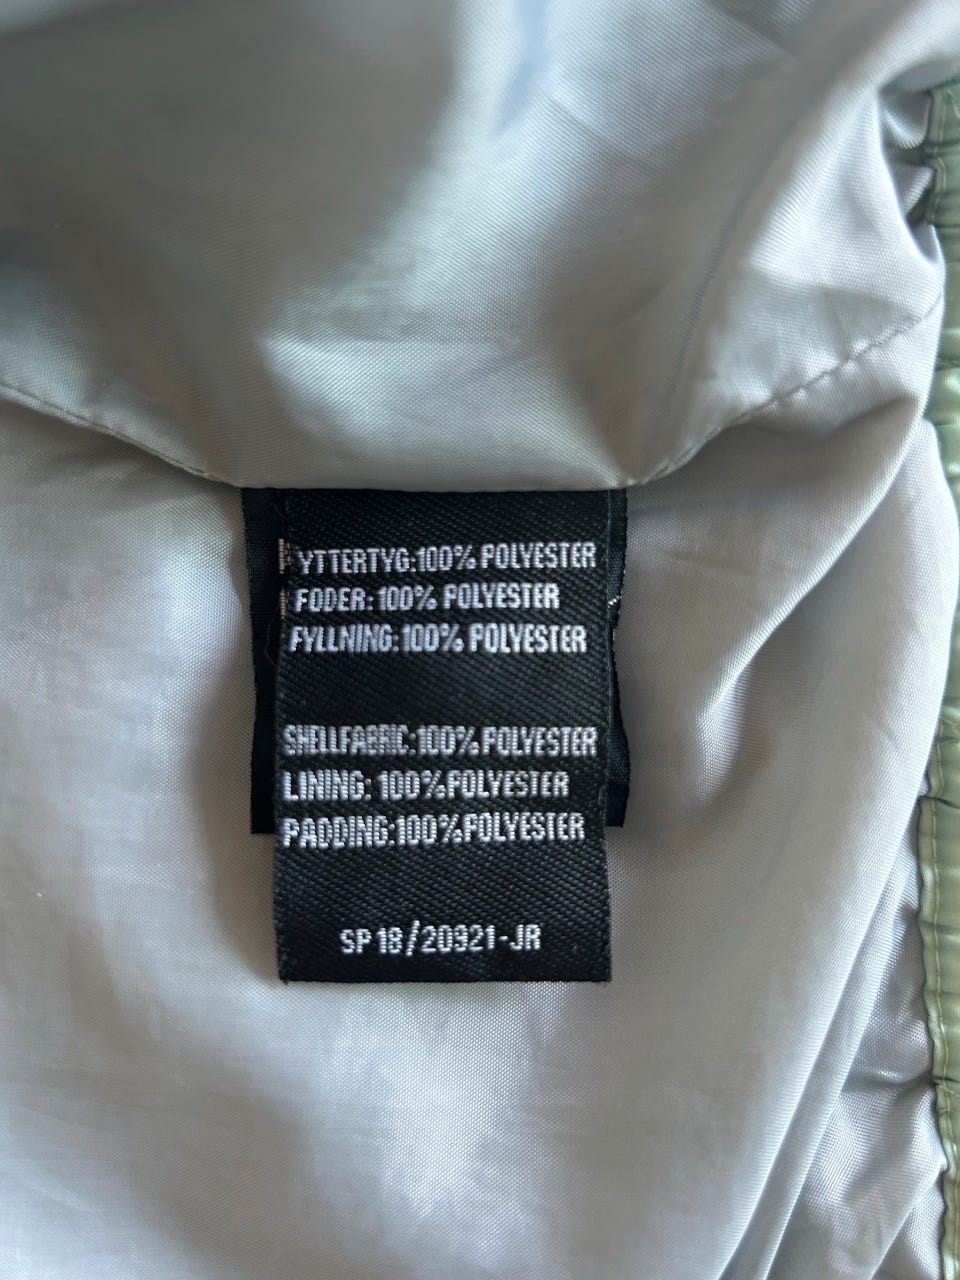 YTTERTYG:100% POLYESTER
FODER: 100% POLYESTER
FYLLNING: 100% POLYESTER
SHELLFABRIC: 100% POLYESTER
LINING: 100% POLYESTER
PADDING:100% POLYESTER
SP 18/20921-JR